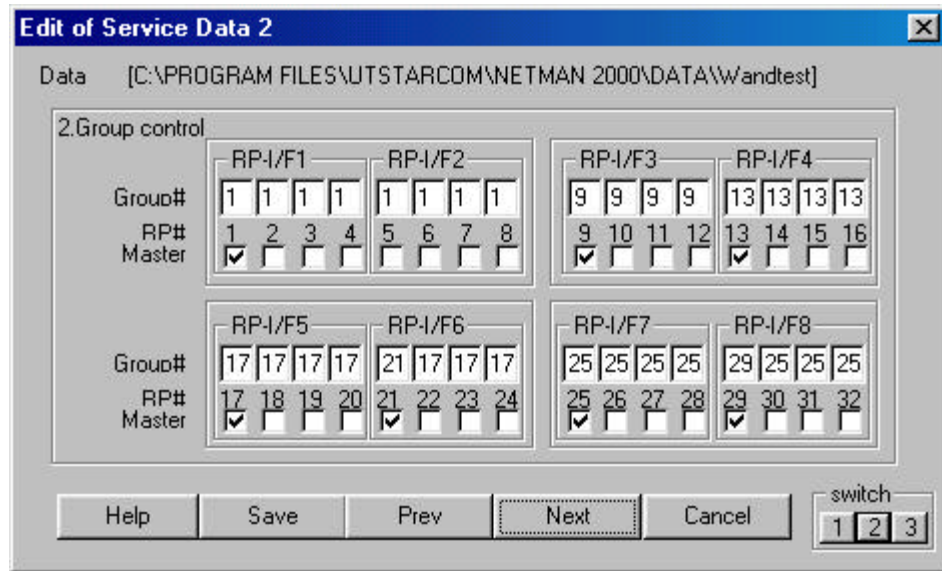 Edit of Service Data 2
Data [C:\PROGRAM FILES\UTSTARCOM\NETMAN 2000\DATA\Wandtest]
2.Group control
RP-I/F1 RP-I/F2 RP-I/F3 RP-I/F4
Group# 1 1 1 1 1 1 1 1 9 9 9 9 13 13 13 13
RP# 1 2 3 4 5 6 7 8 9 10 11 12 13 14 15 16
Master
RP-I/F5 RP-I/F6 RP-I/F7 RP-I/F8
Group# 17 17 17 17 21 17 17 17 25 25 25 25 29 25 25 25
RP# 17 18 19 20 21 22 23 24 25 26 27 28 29 30 31 32
Master
switch
Help Save Prev Next Cancel 1 2 3